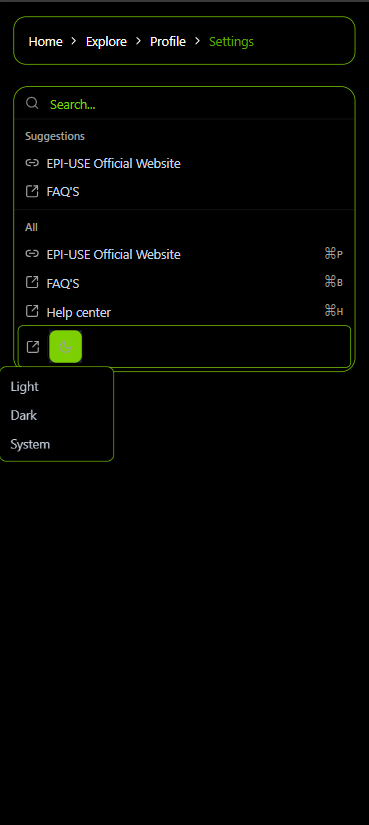 Home > Explore > Profile > Settings
Search...
Suggestions
EPI-USE Official Website
FAQ'S
All
EPI-USE Official Website ⌘P
FAQ'S ⌘B
Help center ⌘H
Light
Dark
System